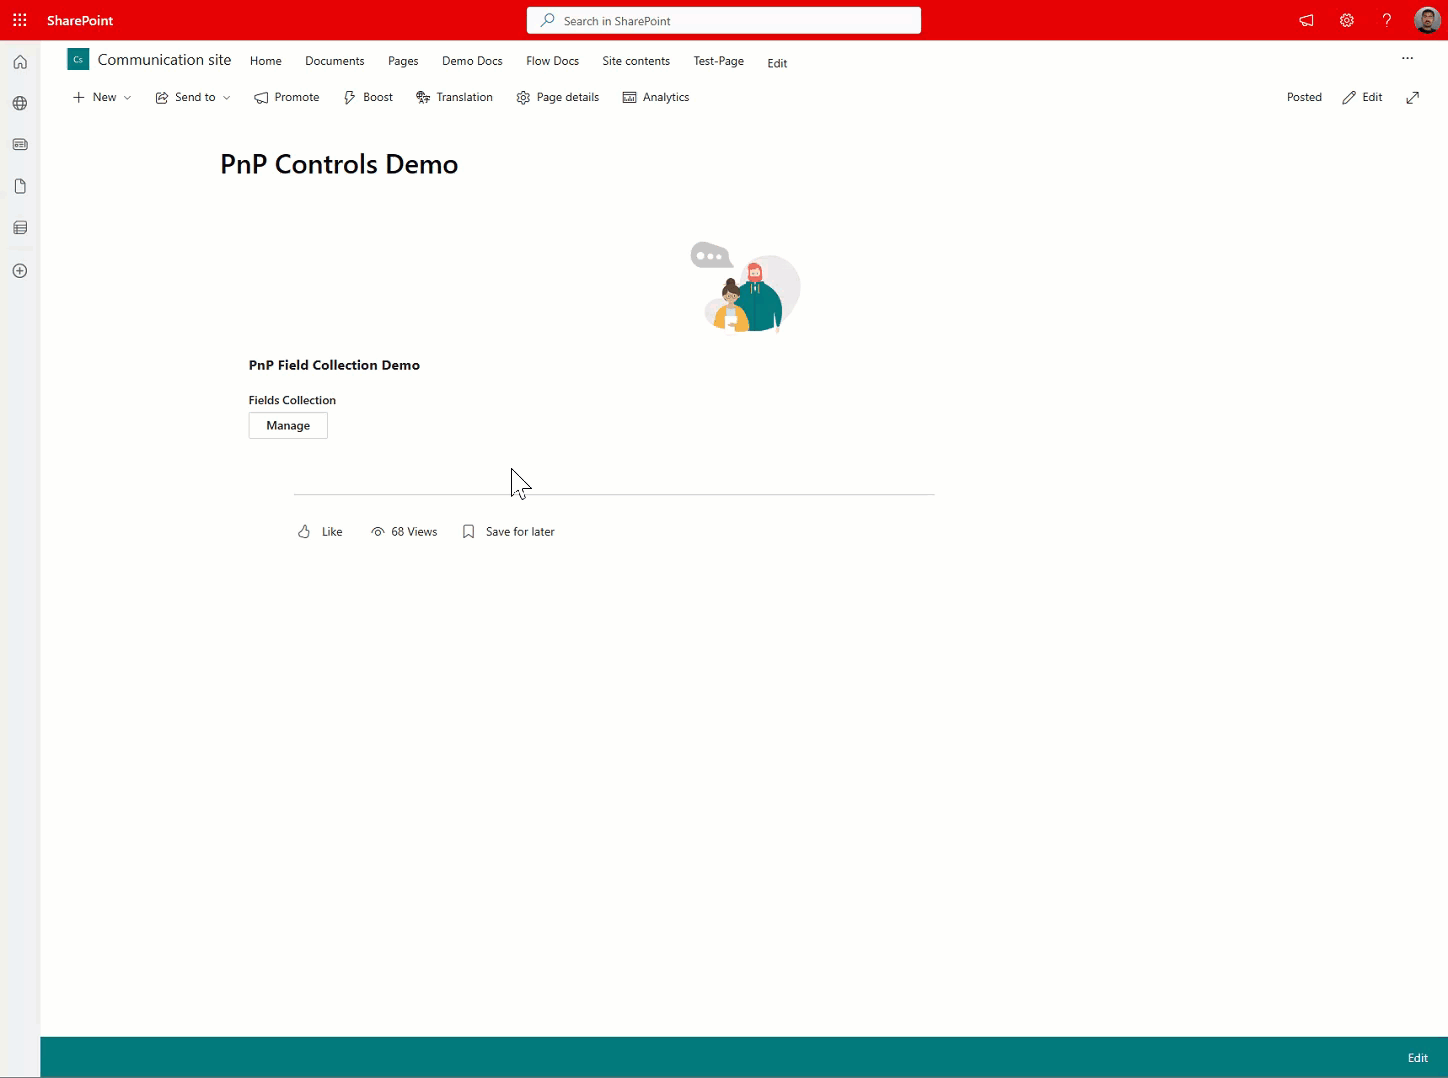 SharePoint
Search in SharePoint
?
Cs
Communication site
Home
Documents
Pages
Demo Docs
Flow Docs
Site contents
Test-Page
Edit
...
New
Send to
Promote
Boost
Translation
Page details
Analytics
Posted
Edit
PnP Controls Demo
PnP Field Collection Demo
Fields Collection
Manage
Like
68 Views
Save for later
Edit